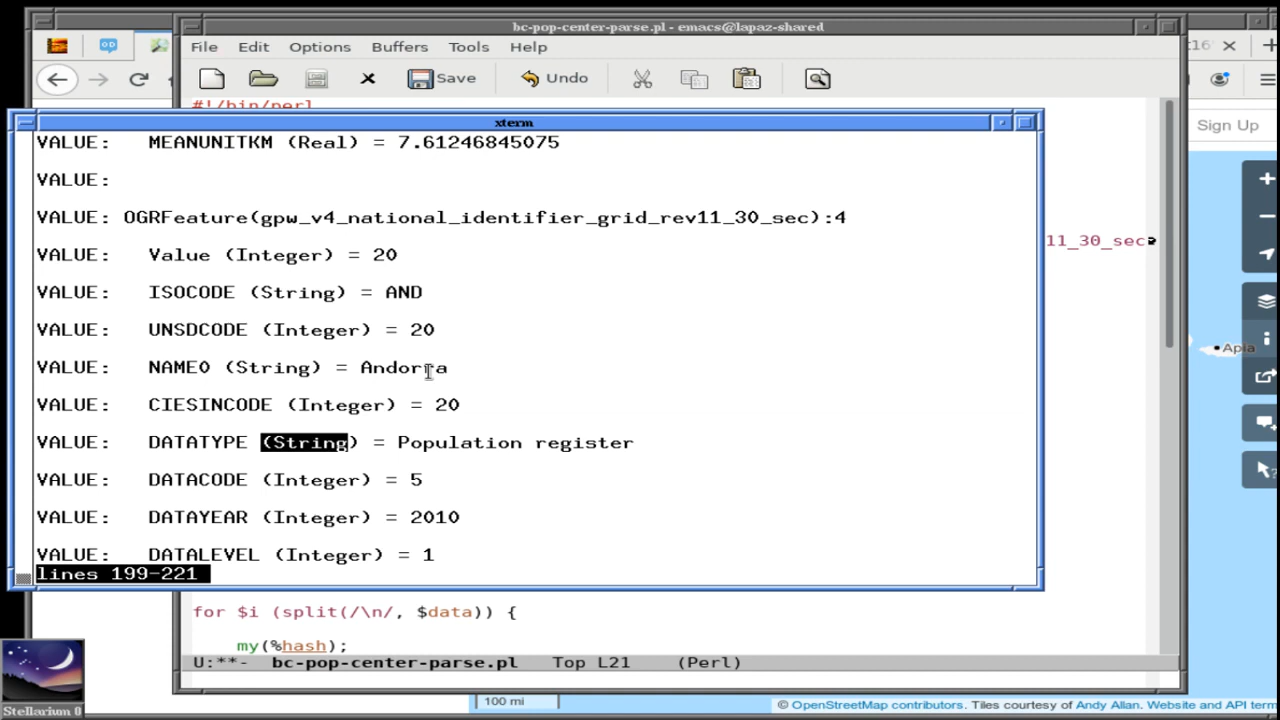 bc-pop-center-parse.pl - emacs@lapaz-shared
File Edit Options Buffers Tools Help
Save Undo
#!/bin/perl
xterm
Sign Up
VALUE: MEANUNITKM (Real) = 7.61246845075
VALUE:
VALUE: OGRFeature(gpw_v4_national_identifier_grid_rev11_30_sec):4
11_30_sec
VALUE: Value (Integer) = 20
VALUE: ISOCODE (String) = AND
VALUE: UNSDCODE (Integer) = 20
Apia
VALUE: NAME0 (String) = Andorra
VALUE: CIESINCODE (Integer) = 20
VALUE: DATATYPE (String) = Population register
VALUE: DATACODE (Integer) = 5
VALUE: DATAYEAR (Integer) = 2010
VALUE: DATALEVEL (Integer) = 1
lines 199-221
for $i (split(/\n/, $data)) {
my(%hash);
U:**- bc-pop-center-parse.pl Top L21 (Perl)
100 mi
© OpenStreetMap contributors. Tiles courtesy of Andy Allan. Website and API term
Stellarium 0